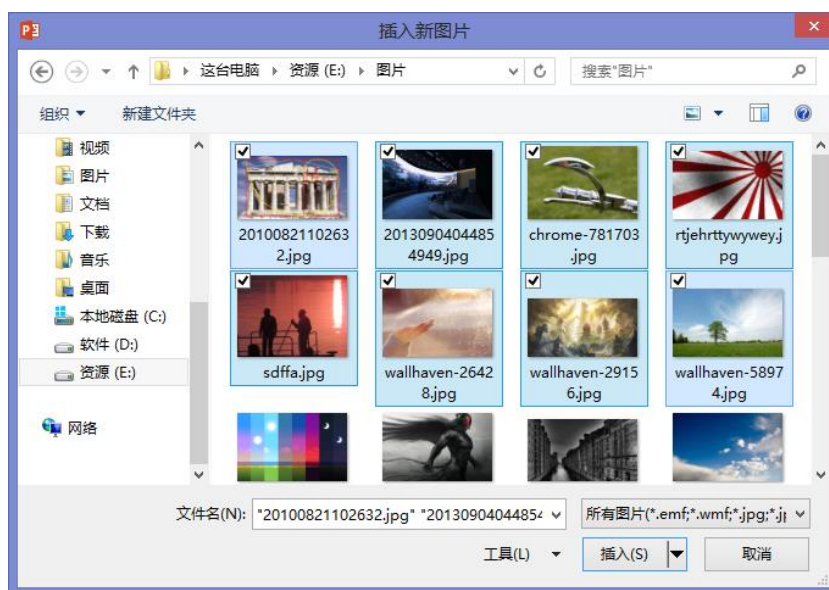 插入新图片
这台电脑 资源 (E:) 图片
搜索"图片"
组织 新建文件夹
视频
图片
文档
下载
音乐
桌面
本地磁盘 (C:)
软件 (D:)
资源 (E:)
网络
2010082110263
2.jpg
2013090404485
4949.jpg
chrome-781703
.jpg
rtjehrttywywey.j
pg
sdffa.jpg
wallhaven-2642
8.jpg
wallhaven-2915
6.jpg
wallhaven-5897
4.jpg
文件名(N): "20100821102632.jpg" "2013090404485
所有图片(*.emf;*.wmf;*.jpg;*.j
工具(L) 插入(S) 取消